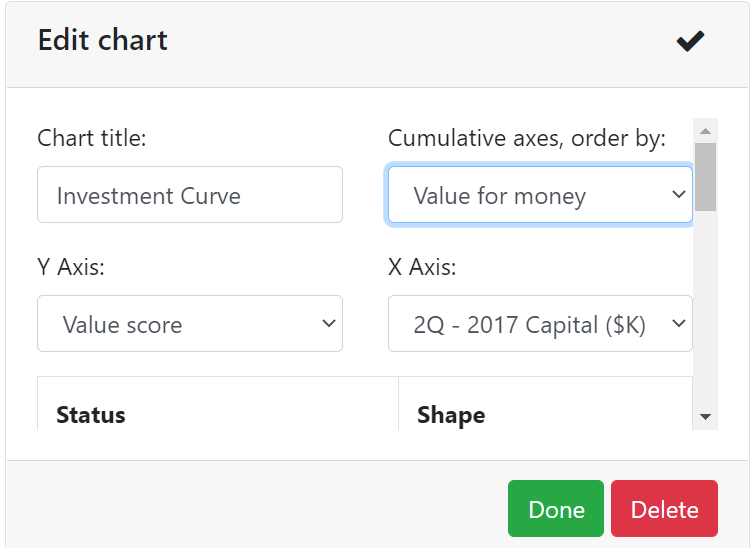 Edit chart
Chart title:
Cumulative axes, order by:
Investment Curve
Value for money
Y Axis:
X Axis:
Value score
2Q - 2017 Capital ($K)
Status
Shape
Done
Delete